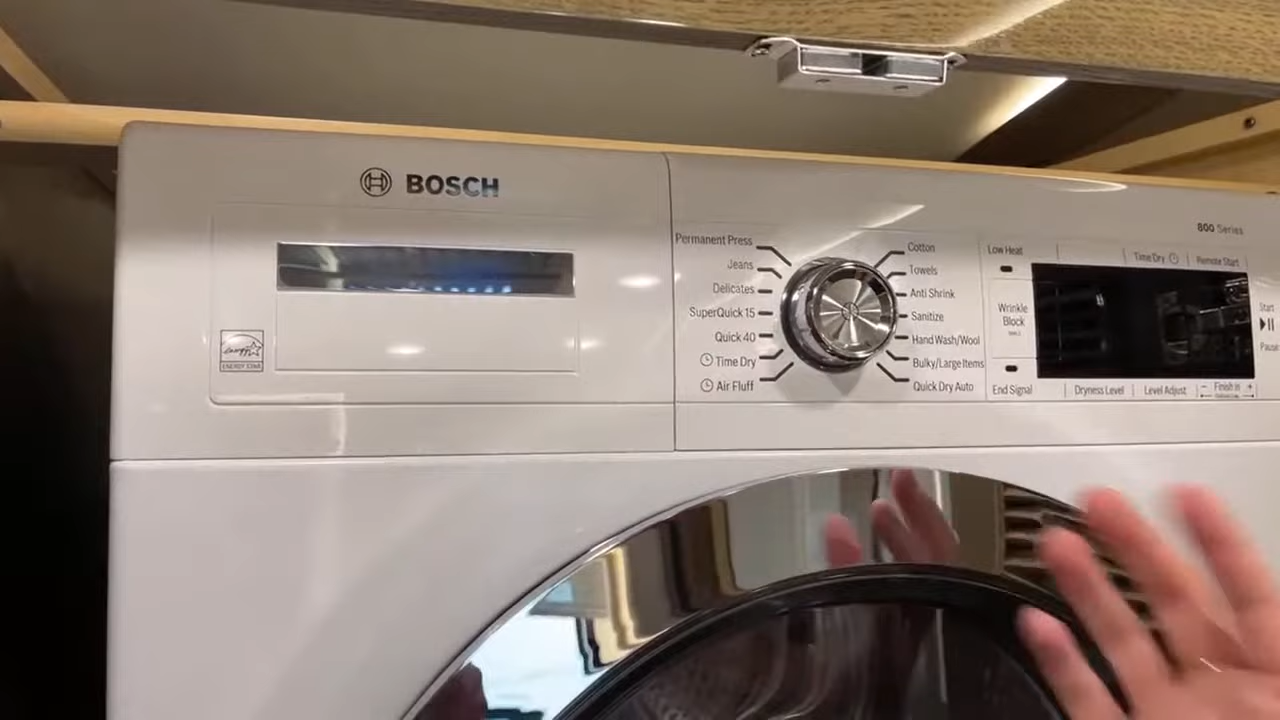 BOSCH
ENERGY STAR
Permanent Press
Jeans
Delicates
SuperQuick 15
Quick 40
Time Dry
Air Fluff
Cotton
Towels
Anti Shrink
Sanitize
Hand Wash/Wool
Bulky/Large Items
Quick Dry Auto
800 Series
Low Heat
Time Dry
Remote Start
Wrinkle
Block
Start
Pause
End Signal
Dryness Level
Level Adjust
− Finish in +